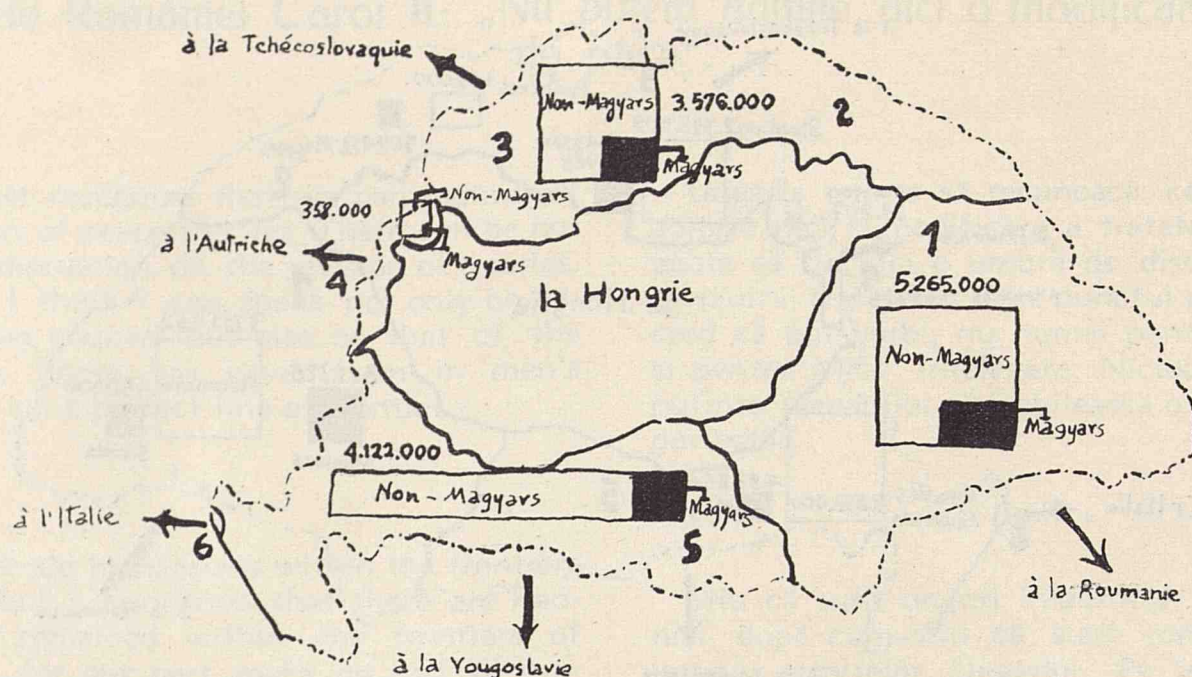 à la Tchécoslovaquie
Non-Magyars
3.576.000
2
3
Magyars
Non-Magyars
358.000
à l'Autriche
Magyars
4
1
la Hongrie
5.265.000
Non-Magyars
Magyars
4.122.000
Non-Magyars
Magyars
à l'Italie
6
5
à la Roumanie
à la Yougoslavie